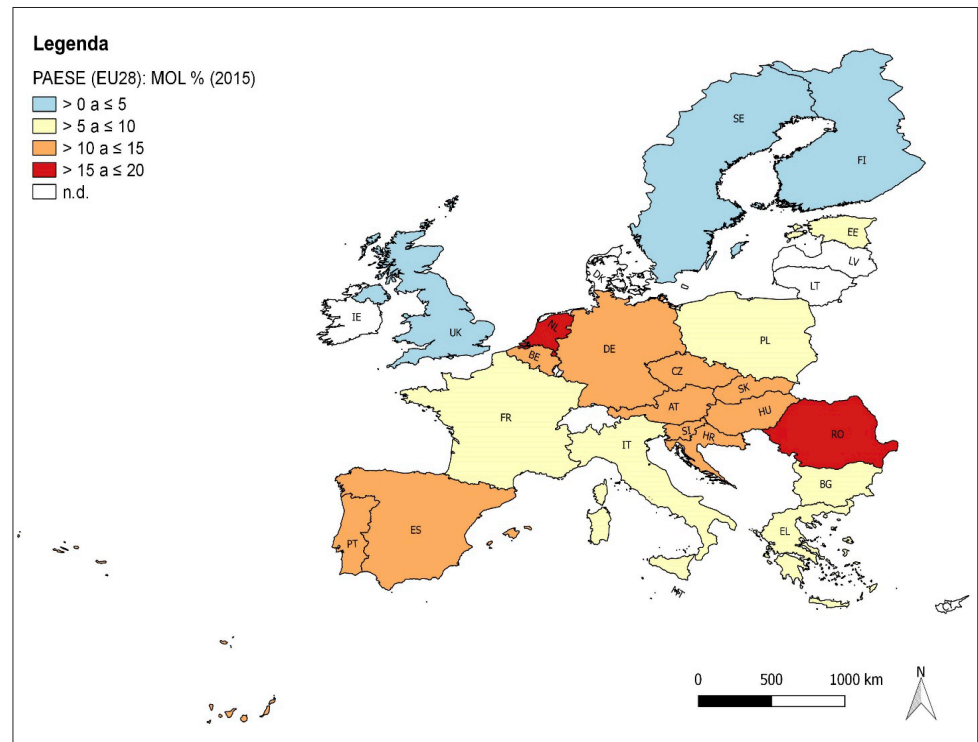 Legenda
PAESE (EU28): MOL % (2015)
> 0 a ≤ 5
> 5 a ≤ 10
> 10 a ≤ 15
> 15 a ≤ 20
n.d.
SE
FI
EE
LV
LT
DK
IE
UK
NL
BE
DE
PL
CZ
SK
AT
HU
FR
SI
HR
RO
IT
BG
ES
PT
EL
MT
CY
0 500 1000 km
N